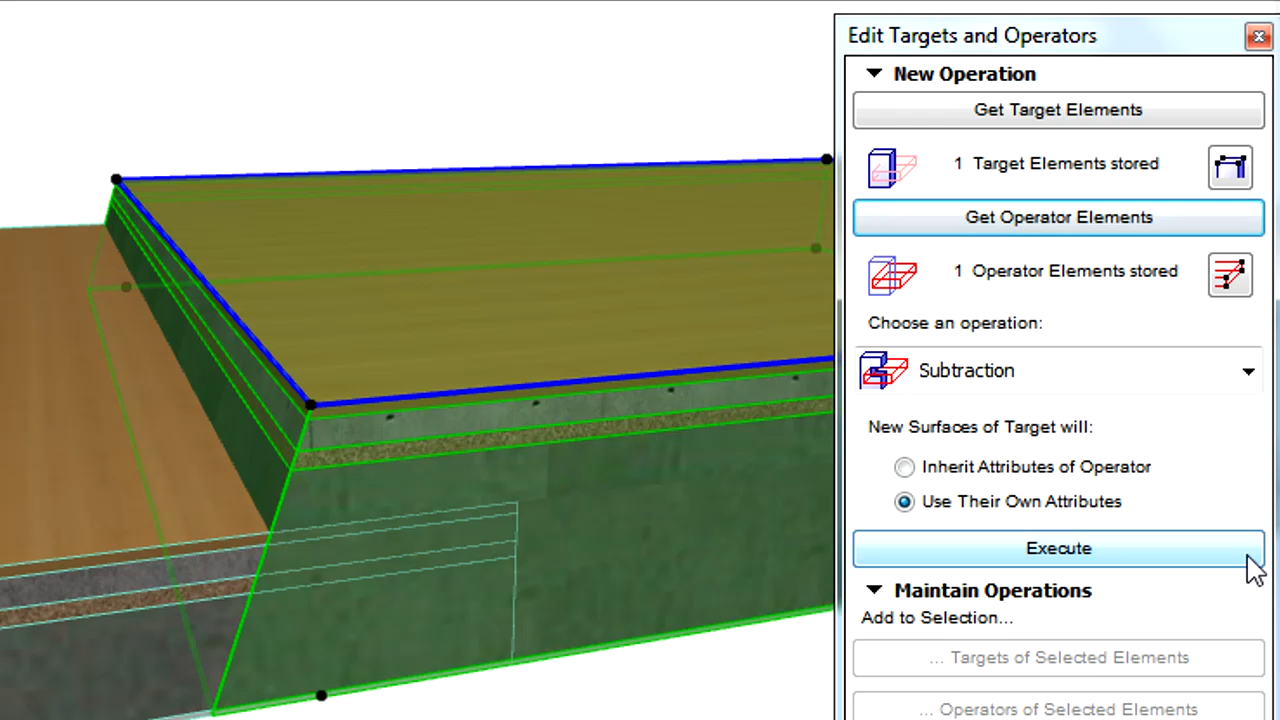 Edit Targets and Operators
New Operation
Get Target Elements
1 Target Elements stored
Get Operator Elements
1 Operator Elements stored
Choose an operation:
Subtraction
New Surfaces of Target will:
Inherit Attributes of Operator
Use Their Own Attributes
Execute
Maintain Operations
Add to Selection...
... Targets of Selected Elements
... Operators of Selected Elements